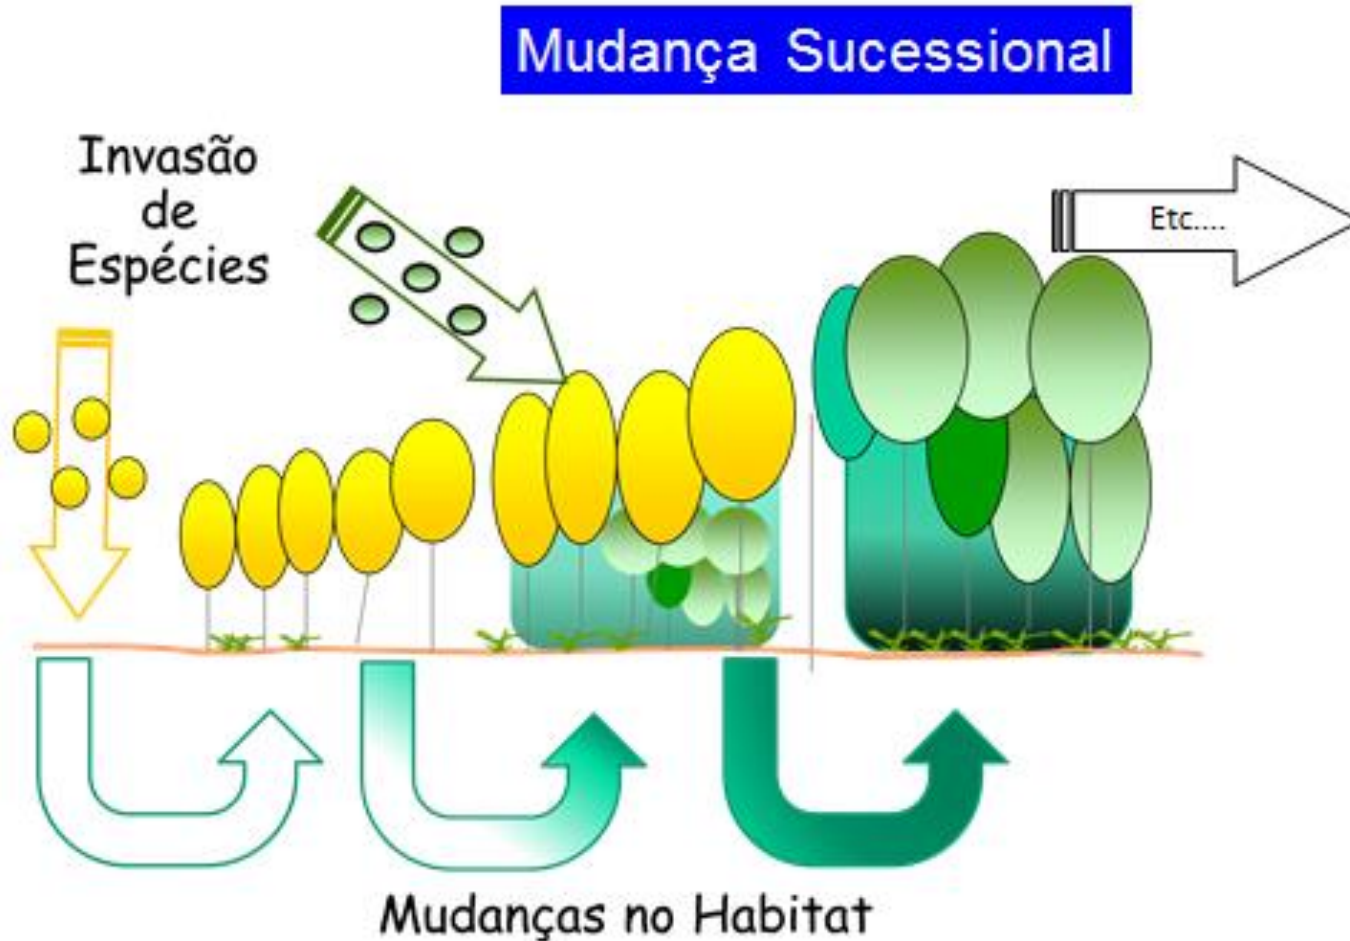 Mudança Sucessional
Invasão
de
Espécies
Etc....
Mudanças no Habitat